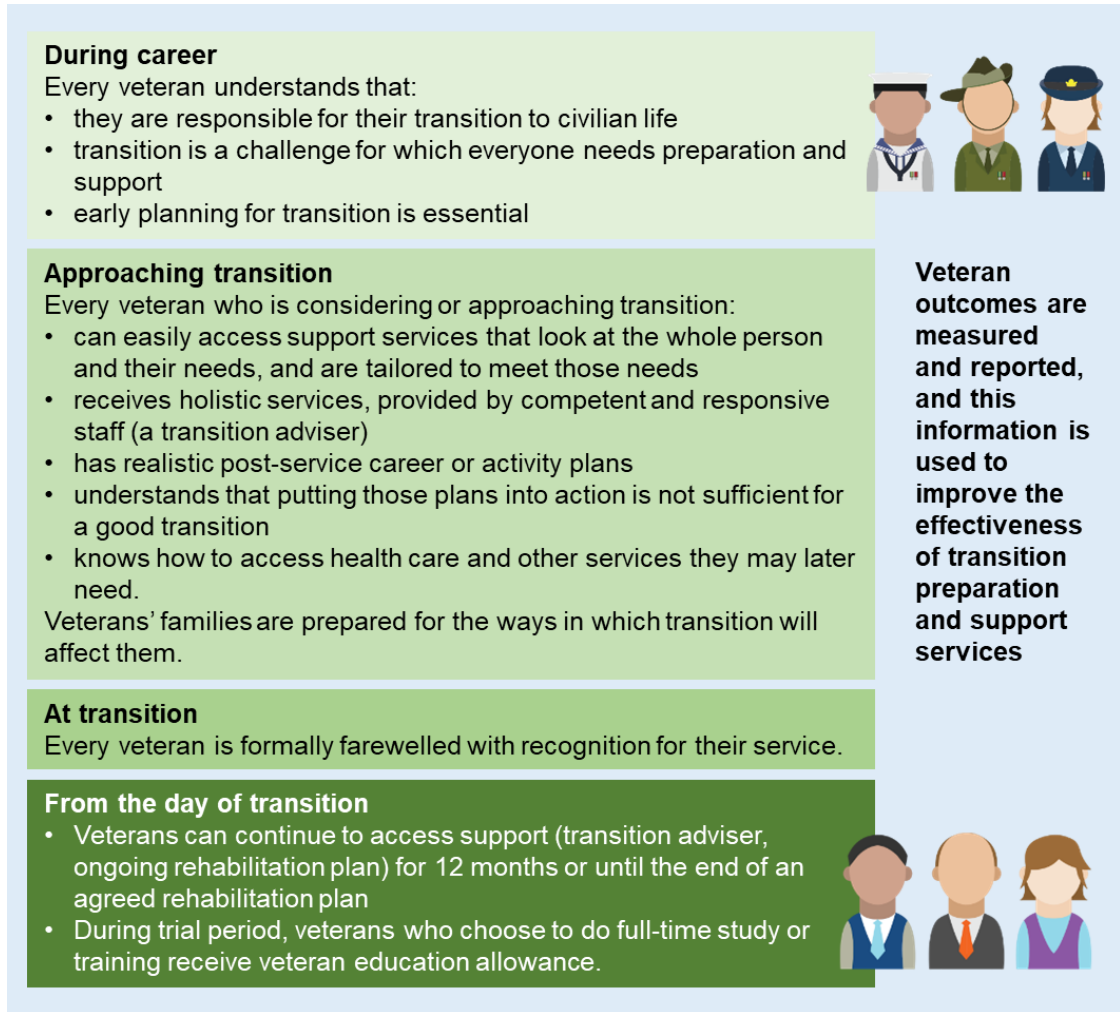 During career
Every veteran understands that:
• they are responsible for their transition to civilian life
• transition is a challenge for which everyone needs preparation and
support
• early planning for transition is essential
Approaching transition
Every veteran who is considering or approaching transition:
• can easily access support services that look at the whole person
and their needs, and are tailored to meet those needs
• receives holistic services, provided by competent and responsive
staff (a transition adviser)
• has realistic post-service career or activity plans
• understands that putting those plans into action is not sufficient for
a good transition
• knows how to access health care and other services they may later
need.
Veterans’ families are prepared for the ways in which transition will
affect them.
At transition
Every veteran is formally farewelled with recognition for their service.
From the day of transition
• Veterans can continue to access support (transition adviser,
ongoing rehabilitation plan) for 12 months or until the end of an
agreed rehabilitation plan
• During trial period, veterans who choose to do full-time study or
training receive veteran education allowance.
Veteran
outcomes are
measured
and reported,
and this
information is
used to
improve the
effectiveness
of transition
preparation
and support
services